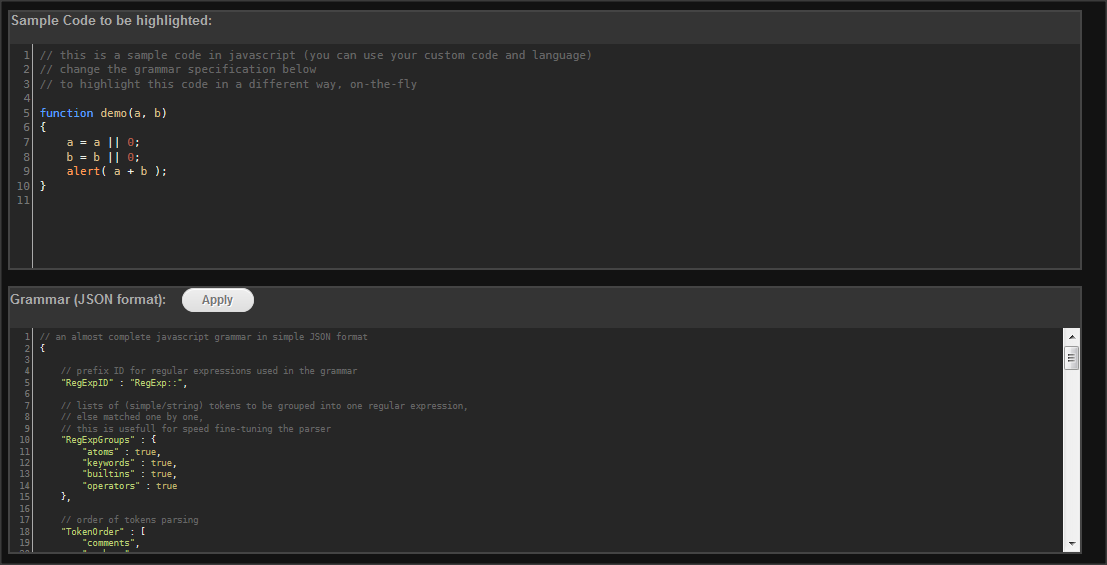 Sample Code to be highlighted:
1 // this is a sample code in javascript (you can use your custom code and language)
2 // change the grammar specification below
3 // to highlight this code in a different way, on-the-fly
4
5 function demo(a, b)
6 {
7     a = a || 0;
8     b = b || 0;
9     alert( a + b );
10 }
11
Grammar (JSON format): Apply
1 // an almost complete javascript grammar in simple JSON format
2 {
3
4     // prefix ID for regular expressions used in the grammar
5     "RegExpID" : "RegExp::",
6
7     // lists of (simple/string) tokens to be grouped into one regular expression,
8     // else matched one by one,
9     // this is usefull for speed fine-tuning the parser
10     "RegExpGroups" : {
11         "atoms" : true,
12         "keywords" : true,
13         "builtins" : true,
14         "operators" : true
15     },
16
17     // order of tokens parsing
18     "TokenOrder" : [
19         "comments",